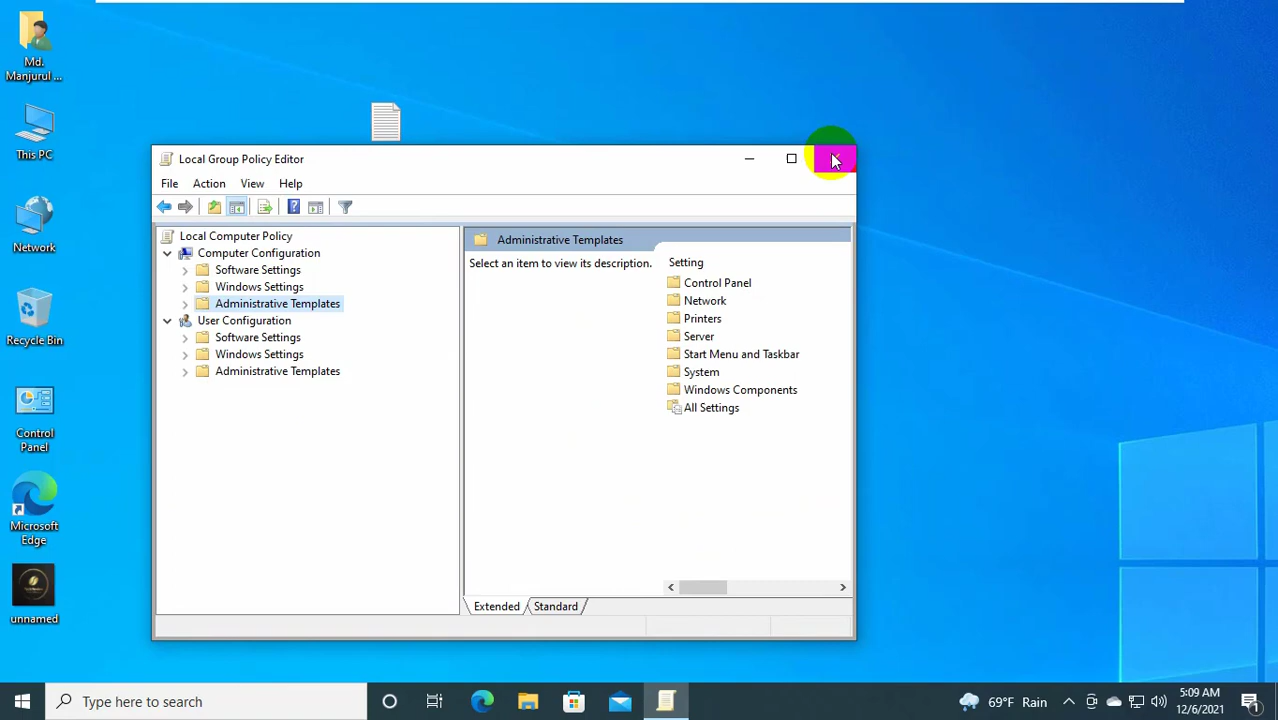 Md.
Manjurul ...
This PC
Network
Recycle Bin
Control
Panel
Microsoft
Edge
unnamed
Local Group Policy Editor
File Action View Help
Local Computer Policy
Computer Configuration
Software Settings
Windows Settings
Administrative Templates
User Configuration
Software Settings
Windows Settings
Administrative Templates
Administrative Templates
Select an item to view its description.
Setting
Control Panel
Network
Printers
Server
Start Menu and Taskbar
System
Windows Components
All Settings
Extended Standard
Type here to search
69°F Rain
5:09 AM
12/6/2021
1